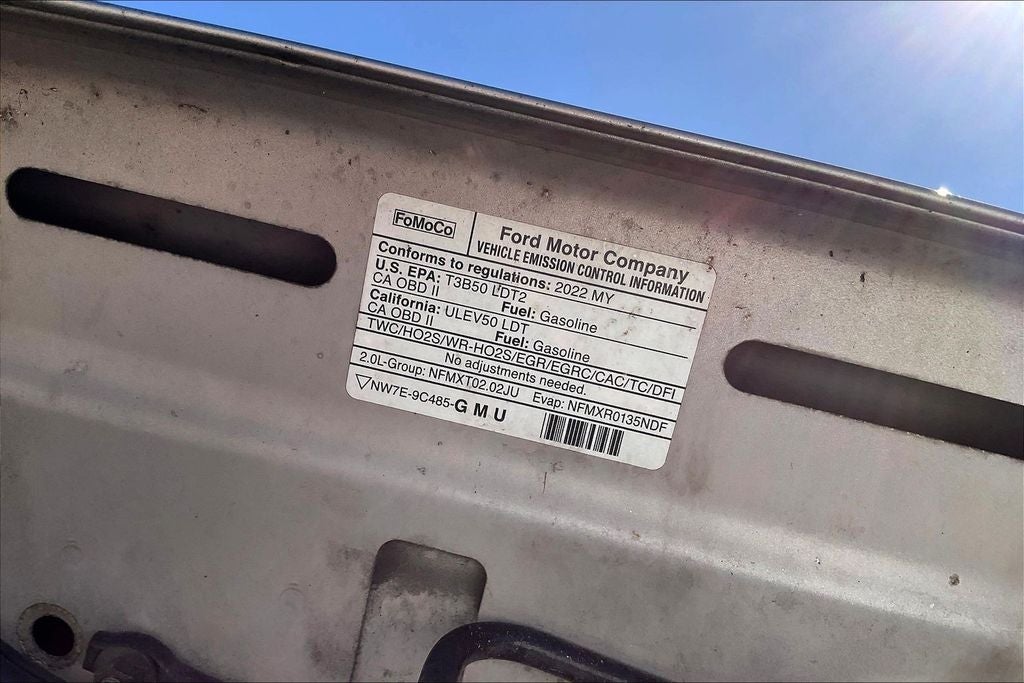 FoMoCo
Ford Motor Company
VEHICLE EMISSION CONTROL INFORMATION
Conforms to regulations: 2022 MY
U.S. EPA: T3B50 LDT2
CA OBD II Fuel: Gasoline
California: ULEV50 LDT
CA OBD II Fuel: Gasoline
TWC/HO2S/WR-HO2S/EGR/EGRC/CAC/TC/DFI
No adjustments needed.
2.0L-Group: NFMXT02.02JU Evap: NFMXR0135NDF
NW7E-9C485-GMU